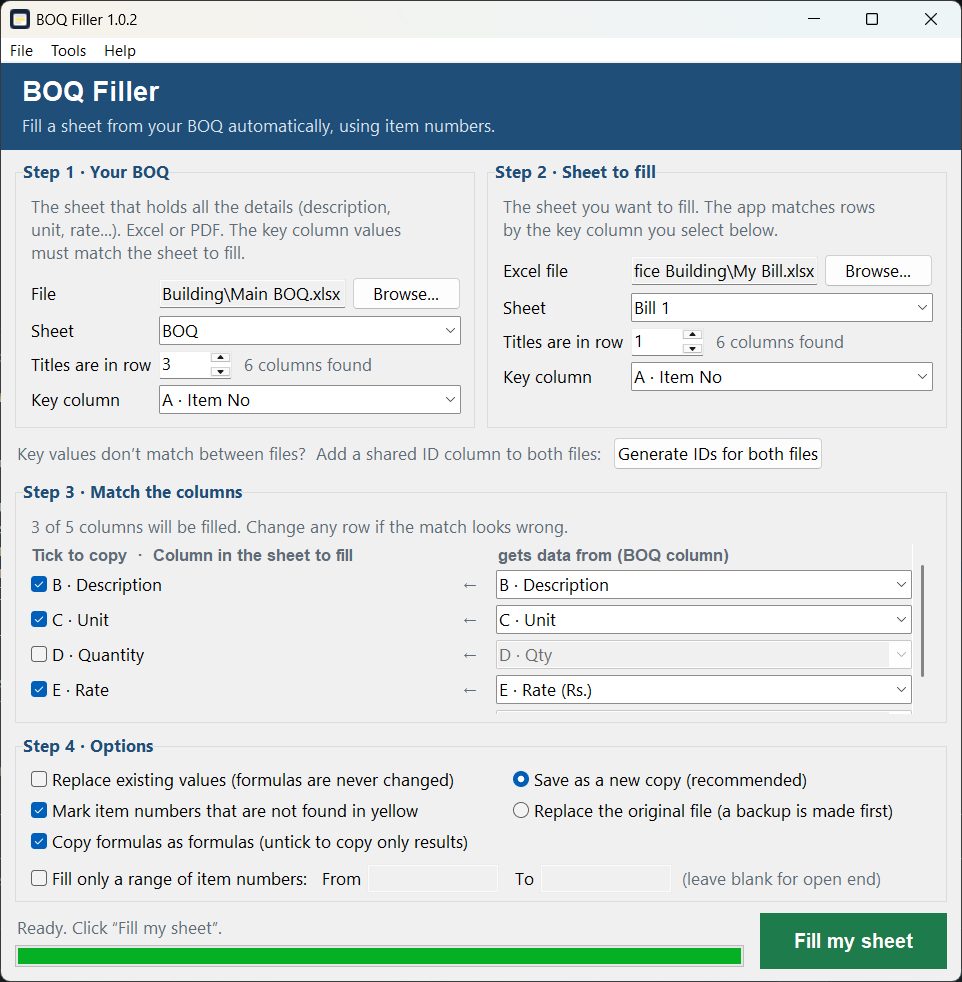 BOQ Filler 1.0.2
File Tools Help
BOQ Filler
Fill a sheet from your BOQ automatically, using item numbers.
Step 1 · Your BOQ
The sheet that holds all the details (description,
unit, rate...). Excel or PDF. The key column values
must match the sheet to fill.
File Building\Main BOQ.xlsx Browse...
Sheet BOQ
Titles are in row 3 6 columns found
Key column A · Item No
Step 2 · Sheet to fill
The sheet you want to fill. The app matches rows
by the key column you select below.
Excel file fice Building\My Bill.xlsx Browse...
Sheet Bill 1
Titles are in row 1 6 columns found
Key column A · Item No
Key values don’t match between files? Add a shared ID column to both files: Generate IDs for both files
Step 3 · Match the columns
3 of 5 columns will be filled. Change any row if the match looks wrong.
Tick to copy · Column in the sheet to fill gets data from (BOQ column)
B · Description ← B · Description
C · Unit ← C · Unit
D · Quantity ← D · Qty
E · Rate ← E · Rate (Rs.)
Step 4 · Options
Replace existing values (formulas are never changed) Save as a new copy (recommended)
Mark item numbers that are not found in yellow Replace the original file (a backup is made first)
Copy formulas as formulas (untick to copy only results)
Fill only a range of item numbers: From To (leave blank for open end)
Ready. Click “Fill my sheet”.
Fill my sheet